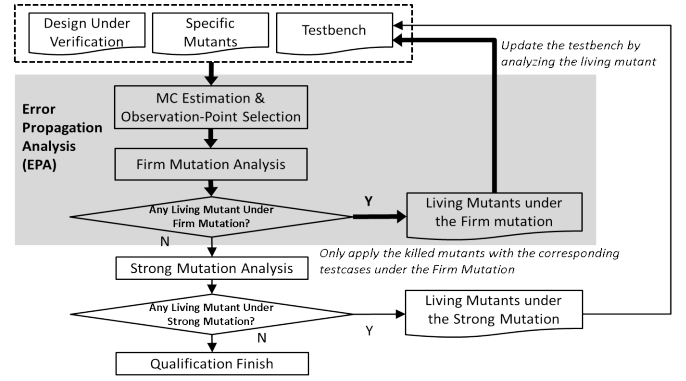 Design Under
Verification
Specific
Mutants
Testbench
Update the testbench by
analyzing the living mutant
Error
Propagation
Analysis
(EPA)
MC Estimation &
Observation-Point Selection
Firm Mutation Analysis
Any Living Mutant Under
Firm Mutation?
Y
Living Mutants under
the Firm mutation
N
Only apply the killed mutants with the corresponding
testcases under the Firm Mutation
Strong Mutation Analysis
Any Living Mutant Under
Strong Mutation?
Y
Living Mutants under
the Strong Mutation
N
Qualification Finish